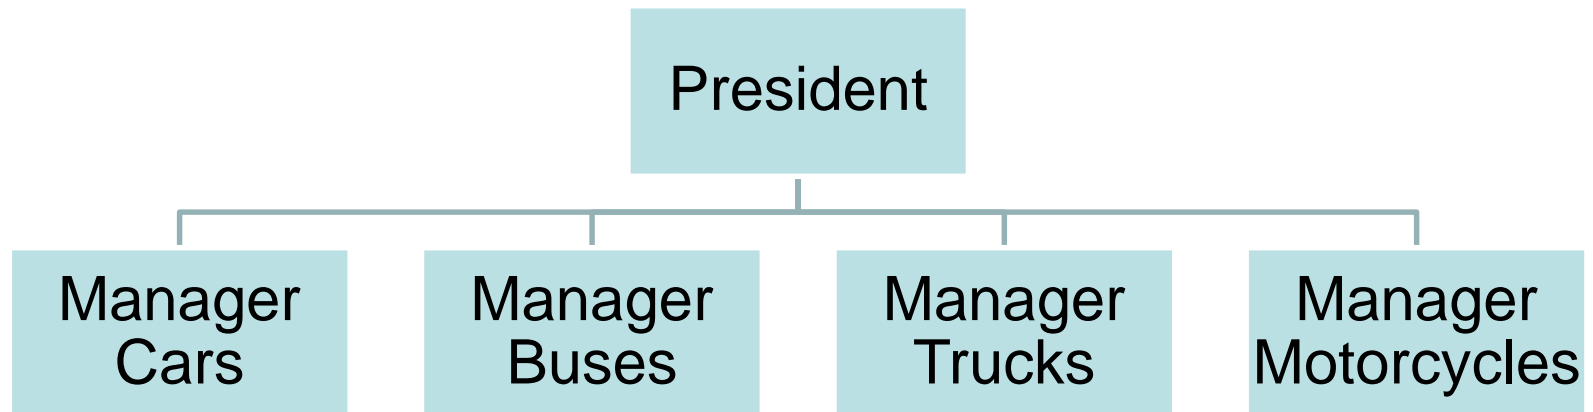 President
Manager
Cars
Manager
Buses
Manager
Trucks
Manager
Motorcycles